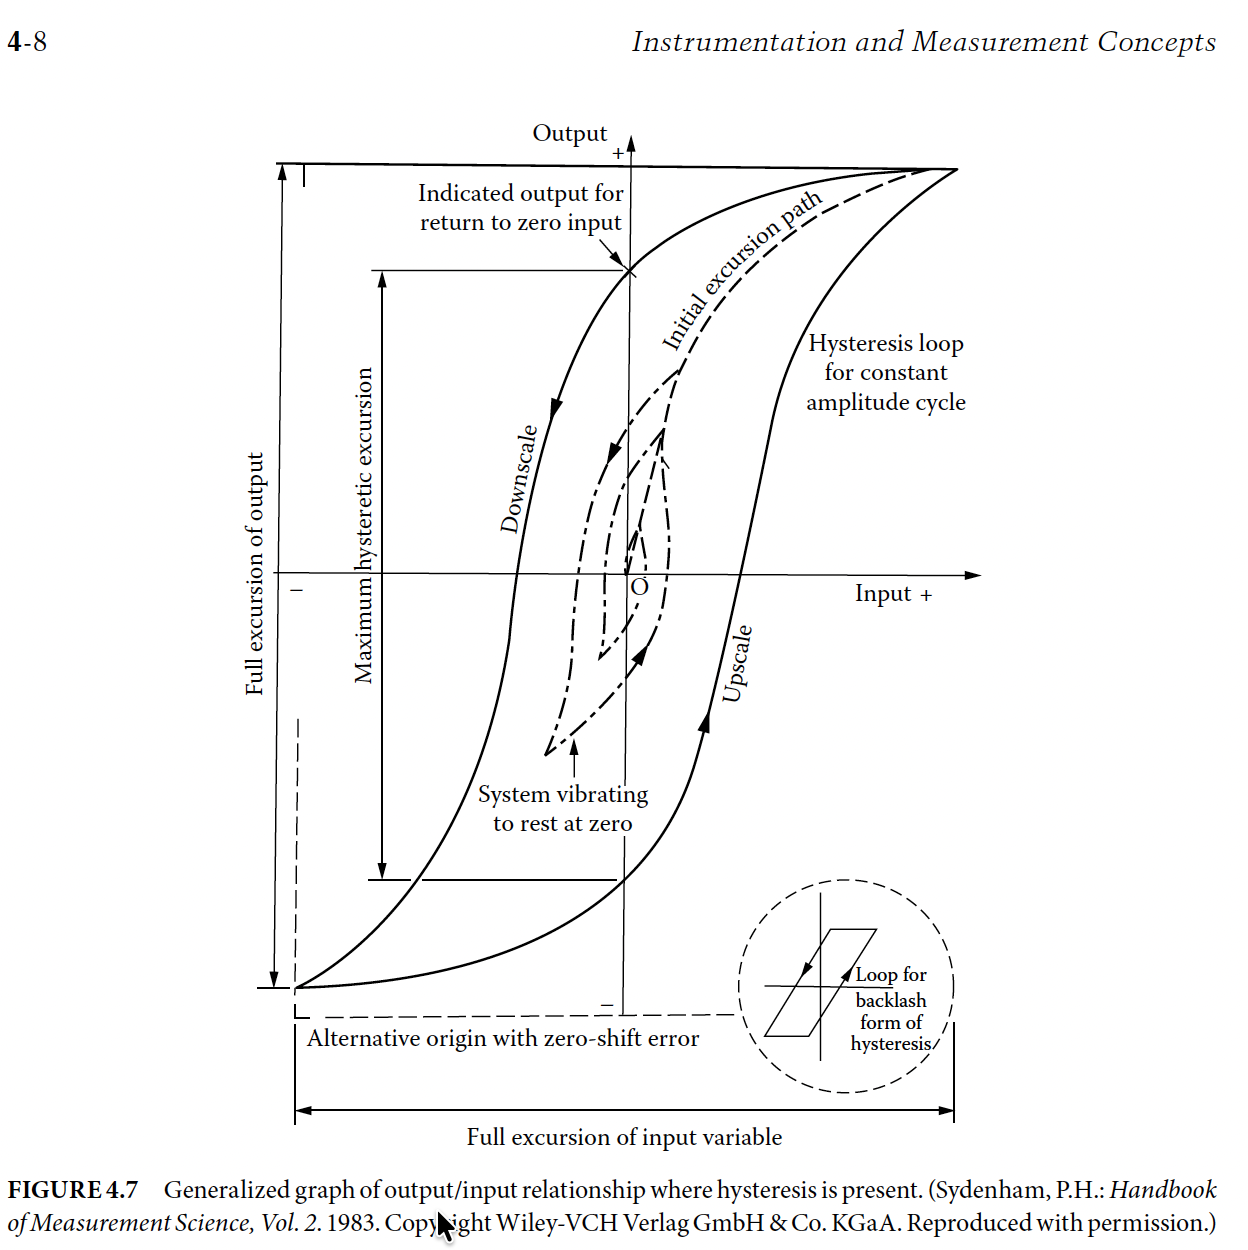 4-8
Instrumentation and Measurement Concepts
Output
+
Indicated output for
return to zero input
Initial excursion path
Hysteresis loop
for constant
amplitude cycle
Downscale
Maximum hysteretic excursion
Full excursion of output
–
O
Input +
Upscale
System vibrating
to rest at zero
–
Loop for
backlash
form of
hysteresis
Alternative origin with zero-shift error
Full excursion of input variable
FIGURE 4.7 Generalized graph of output/input relationship where hysteresis is present. (Sydenham, P.H.: Handbook
of Measurement Science, Vol. 2. 1983. Copyright Wiley-VCH Verlag GmbH & Co. KGaA. Reproduced with permission.)